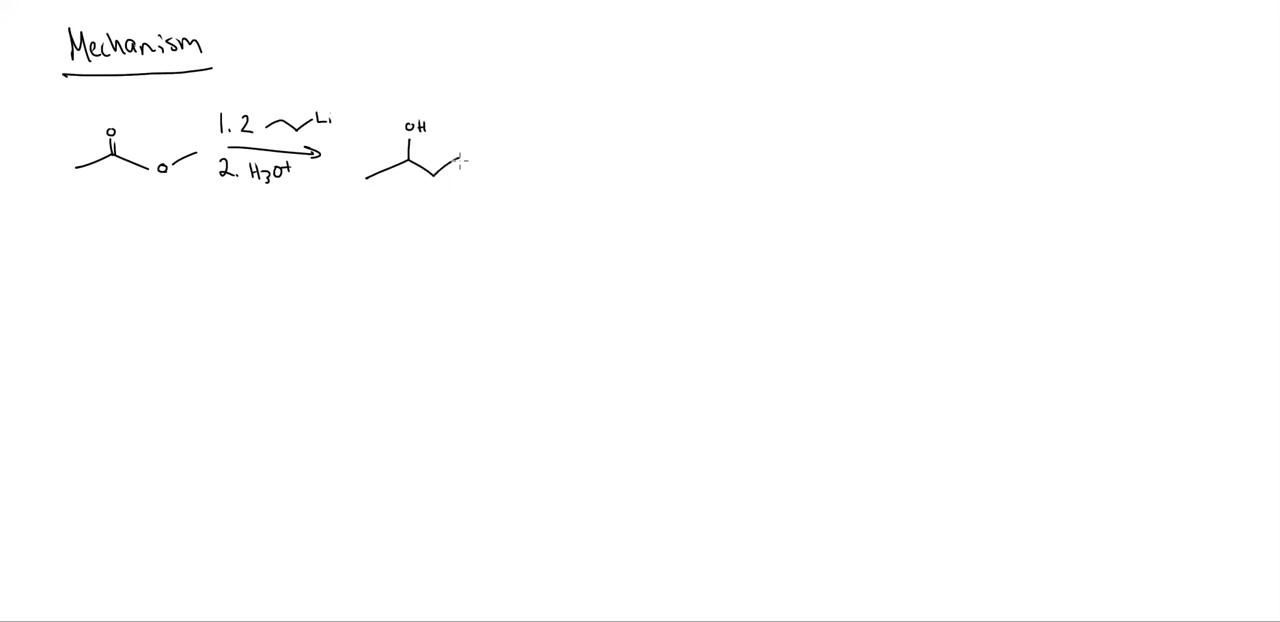 Mechanism
O
O
1. 2 Li
2. H3O+
OH